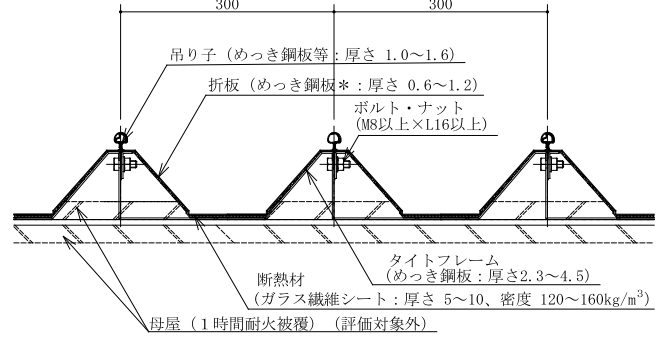 300 300
吊り子（めっき鋼板等：厚さ 1.0～1.6）
折板（めっき鋼板＊：厚さ 0.6～1.2）
ボルト・ナット
(M8以上×L16以上)
タイトフレーム
(めっき鋼板：厚さ2.3～4.5)
断熱材
(ガラス繊維シート：厚さ 5～10、密度 120～160kg/m³)
母屋（１時間耐火被覆）（評価対象外）